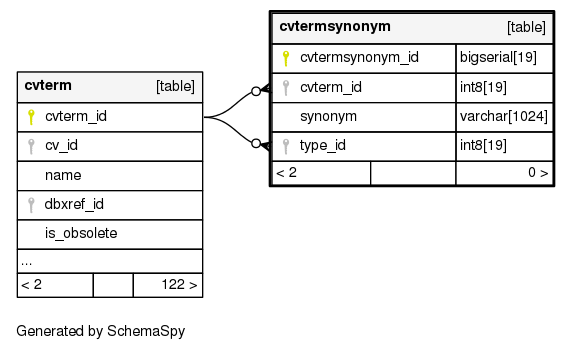 cvtermsynonym [table]
cvtermsynonym_id bigserial[19]
cvterm_id int8[19]
synonym varchar[1024]
type_id int8[19]
< 2 0 >
cvterm [table]
cvterm_id
cv_id
name
dbxref_id
is_obsolete
...
< 2 122 >
Generated by SchemaSpy